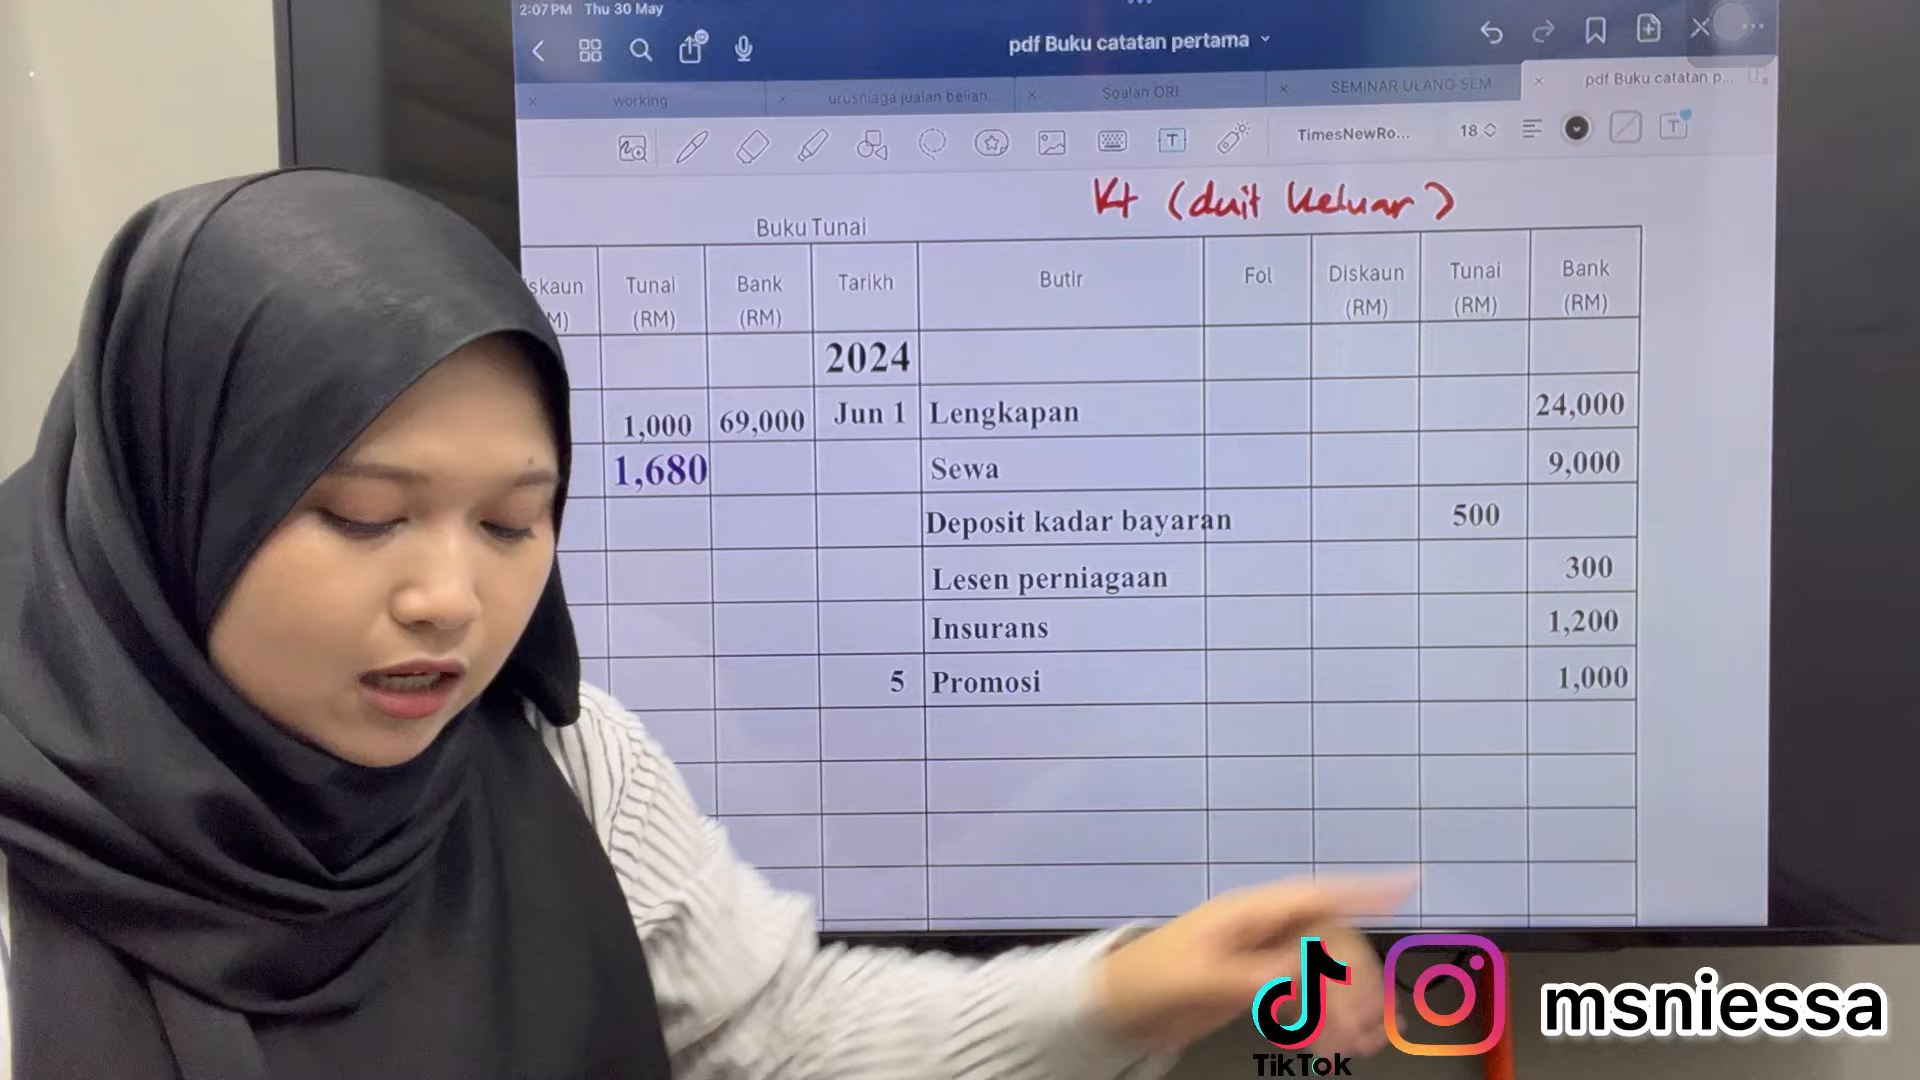 2:07 PM Thu 30 May
pdf Buku catatan pertama
working
urusniaga jualan belian...
Soalan ORI
SEMINAR ULANG SEM
pdf Buku catatan p...
T
TimesNewRo...
18
T
Kt (duit keluar)
Buku Tunai
skaun Tunai Bank Tarikh Butir Fol Diskaun Tunai Bank
M) (RM) (RM) (RM) (RM) (RM)
2024
1,000 69,000 Jun 1 Lengkapan 24,000
1,680 Sewa 9,000
Deposit kadar bayaran 500
Lesen perniagaan 300
Insurans 1,200
5 Promosi 1,000
TikTok
msniessa